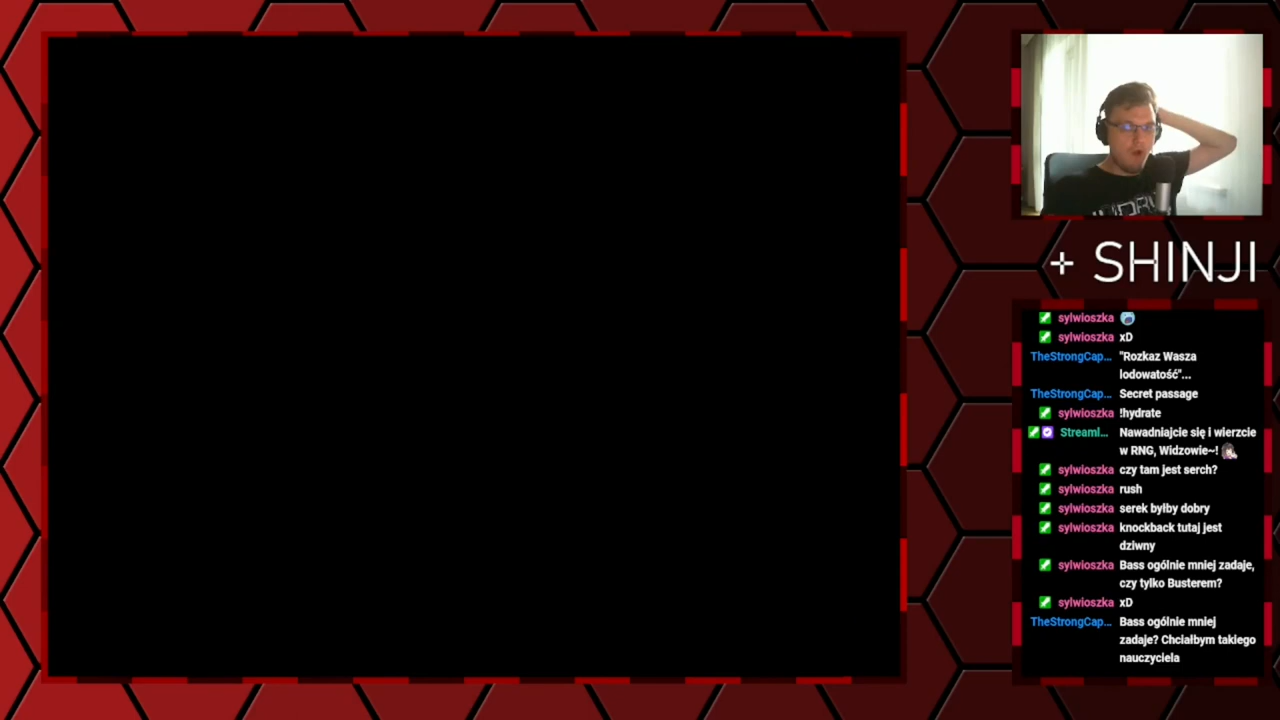 + SHINJI
sylwioszka
sylwioszka xD
TheStrongCap... "Rozkaz Wasza
lodowatość"...
TheStrongCap... Secret passage
sylwioszka !hydrate
Streaml... Nawadniajcie się i wierzcie
w RNG, Widzowie~!
sylwioszka czy tam jest serch?
sylwioszka rush
sylwioszka serek byłby dobry
sylwioszka knockback tutaj jest
dziwny
sylwioszka Bass ogólnie mniej zadaje,
czy tylko Busterem?
sylwioszka xD
TheStrongCap... Bass ogólnie mniej
zadaje? Chciałbym takiego
nauczyciela